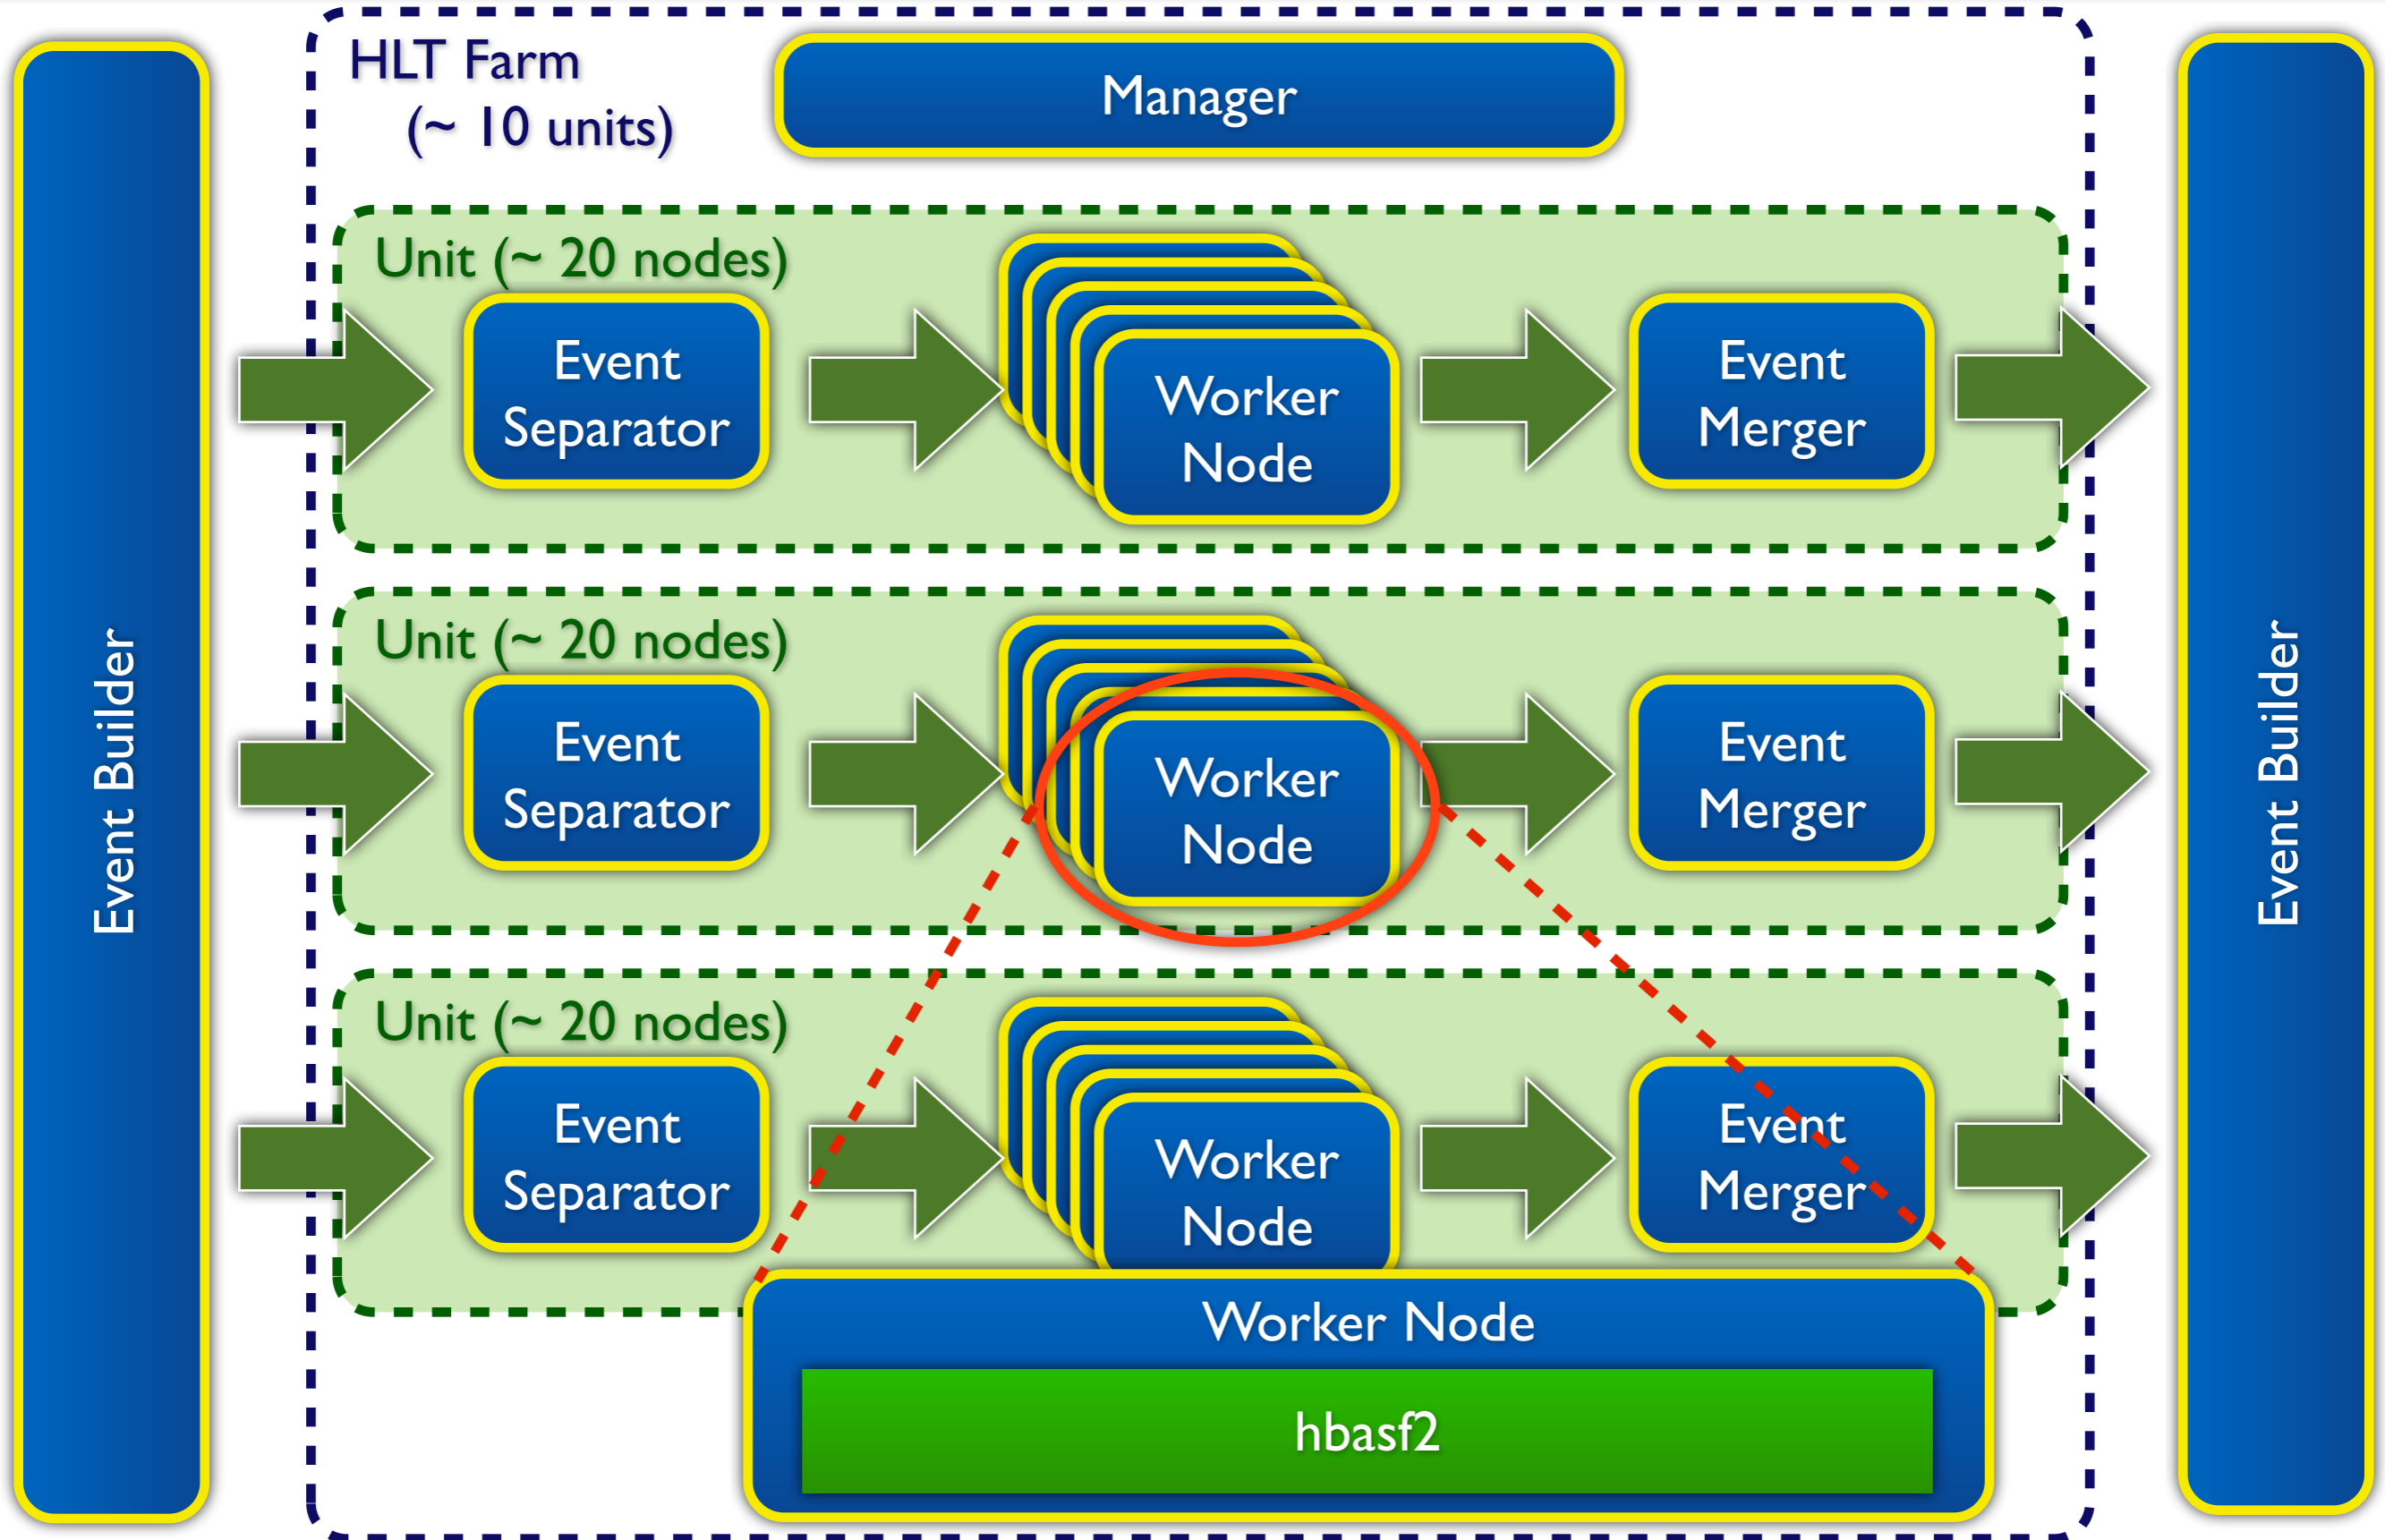 Event Builder
HLT Farm
(~ 10 units)
Manager
Unit (~ 20 nodes)
Event
Separator
Worker
Node
Event
Merger
Unit (~ 20 nodes)
Event
Separator
Worker
Node
Event
Merger
Unit (~ 20 nodes)
Event
Separator
Worker
Node
Event
Merger
Worker Node
hbasf2
Event Builder